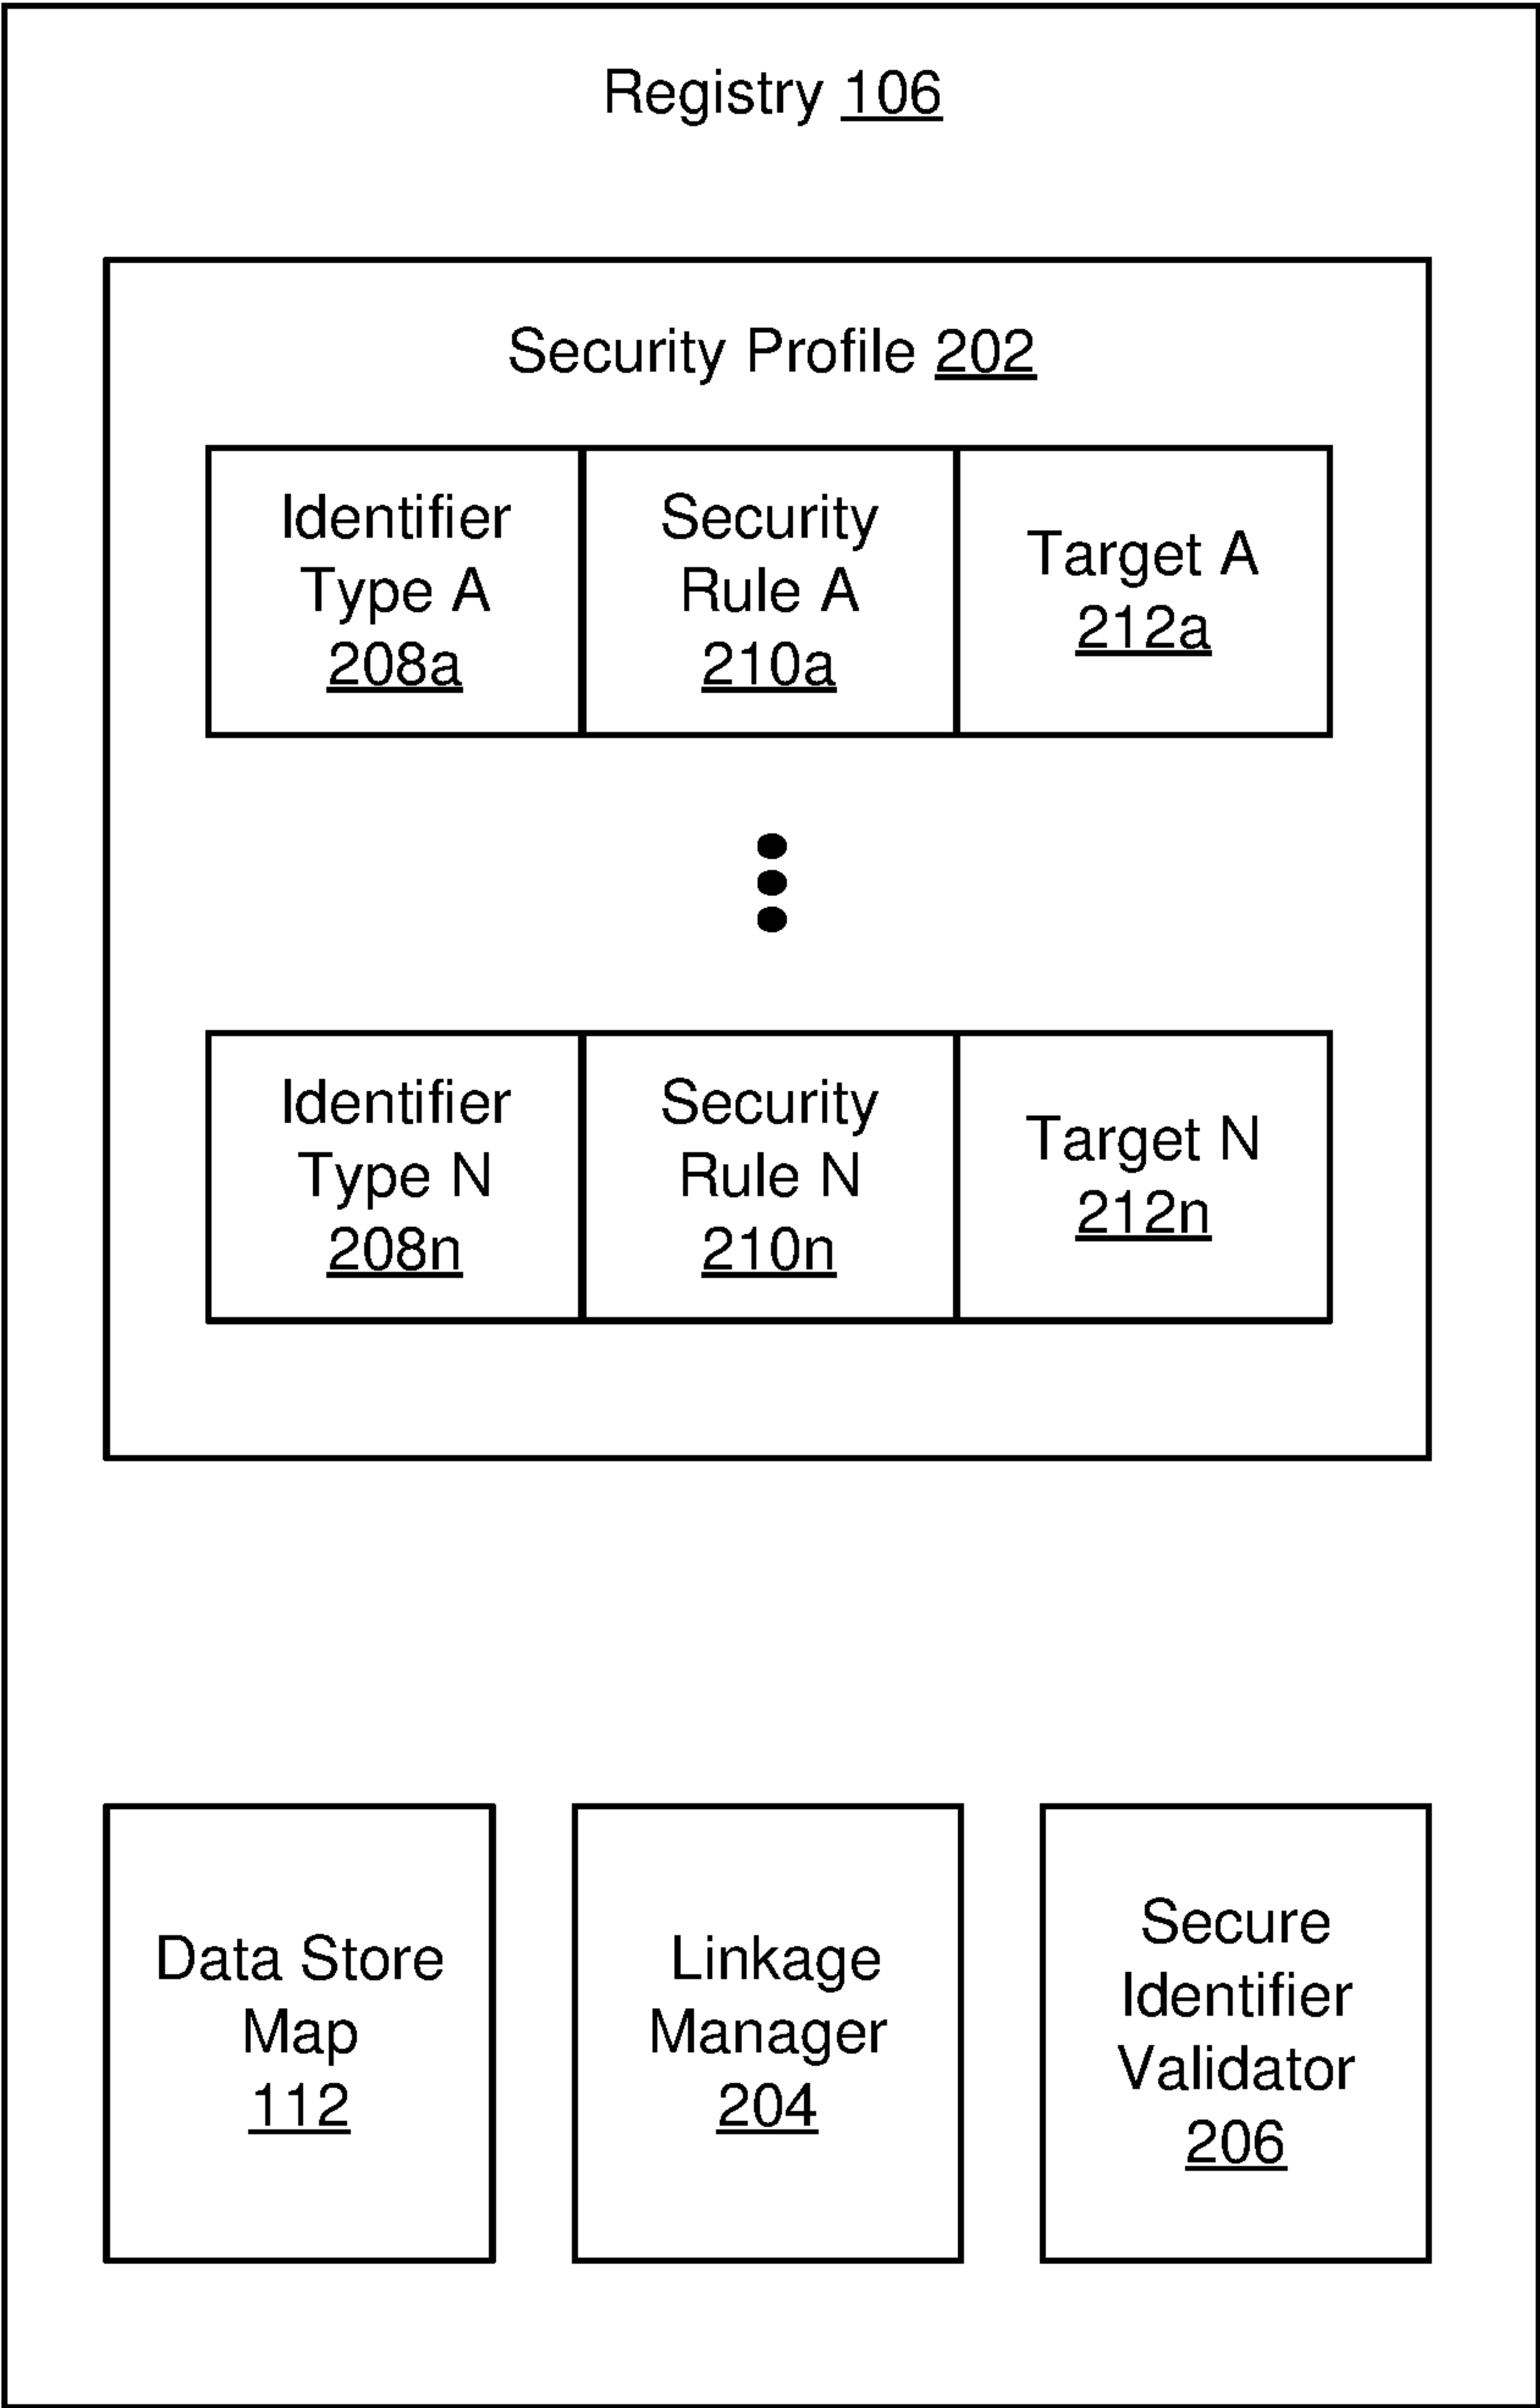 Registry 106
Security Profile 202
Identifier
Type A
208a
Security
Rule A
210a
Target A
212a
Identifier
Type N
208n
Security
Rule N
210n
Target N
212n
Data Store
Map
112
Linkage
Manager
204
Secure
Identifier
Validator
206